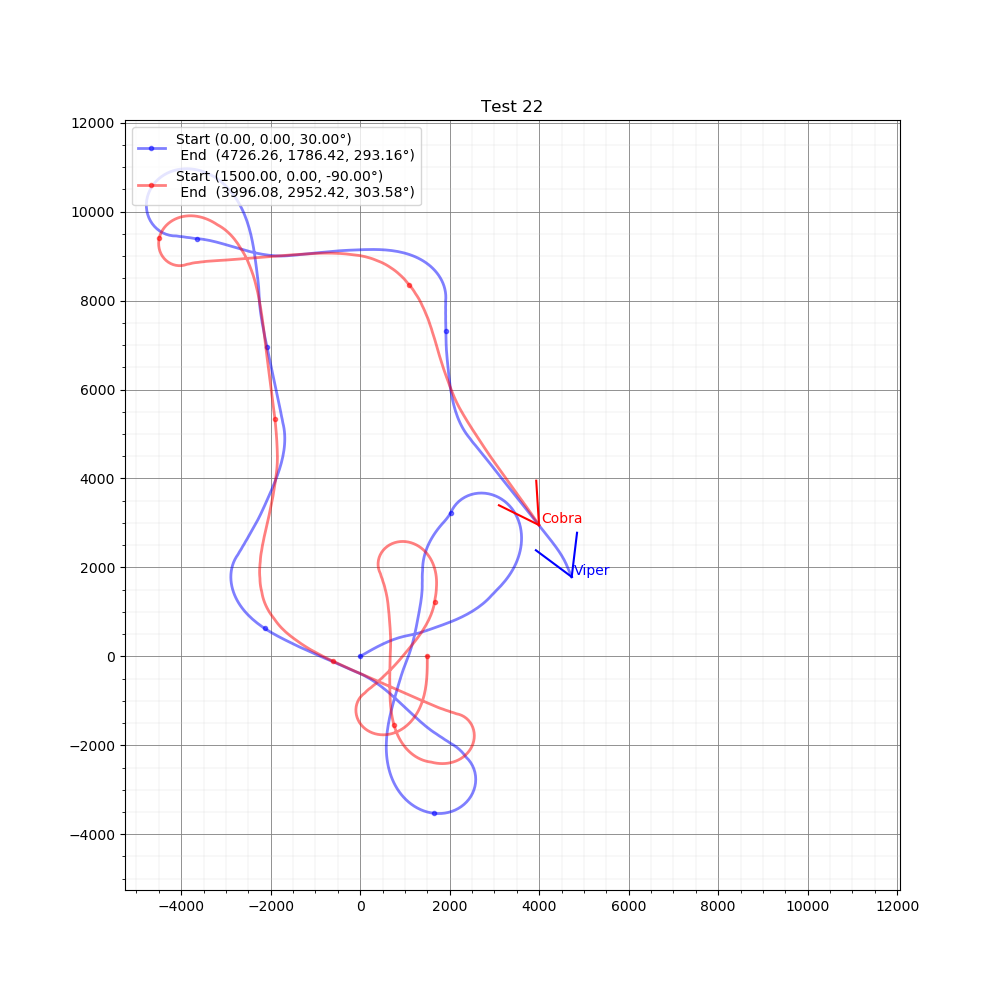 Test 22
Start (0.00, 0.00, 30.00°)
End  (4726.26, 1786.42, 293.16°)
Start (1500.00, 0.00, -90.00°)
End  (3996.08, 2952.42, 303.58°)
12000
10000
8000
6000
4000
2000
0
−2000
−4000
Cobra
Viper
−4000 −2000 0 2000 4000 6000 8000 10000 12000